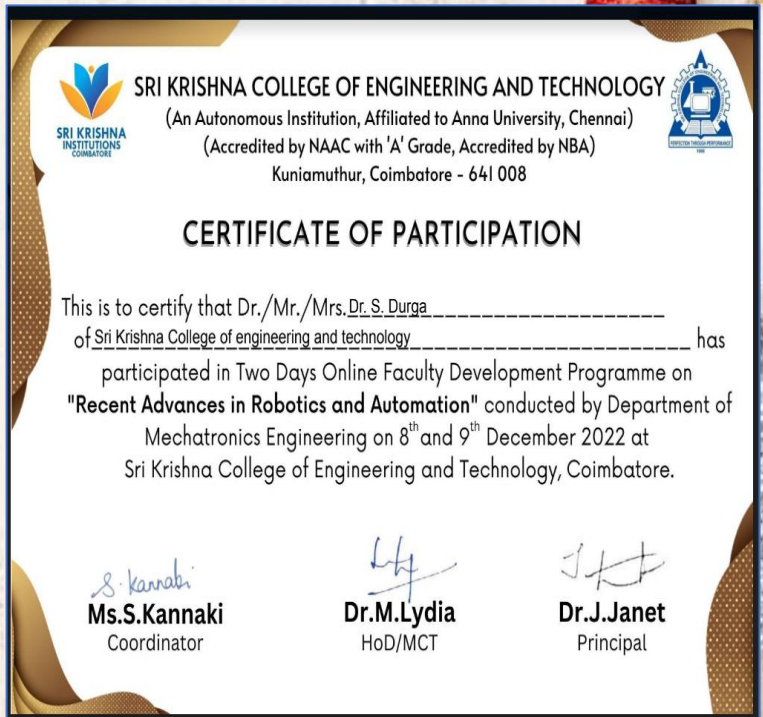 SRI KRISHNA COLLEGE OF ENGINEERING AND TECHNOLOGY
(An Autonomous Institution, Affiliated to Anna University, Chennai)
(Accredited by NAAC with 'A' Grade, Accredited by NBA)
Kuniamuthur, Coimbatore - 641 008
SRI KRISHNA
INSTITUTIONS
COIMBATORE
PERFECTION THROUGH PERFORMANCE
CERTIFICATE OF PARTICIPATION
This is to certify that Dr./Mr./Mrs. Dr. S. Durga
of Sri Krishna College of engineering and technology has
participated in Two Days Online Faculty Development Programme on
"Recent Advances in Robotics and Automation" conducted by Department of
Mechatronics Engineering on 8th and 9th December 2022 at
Sri Krishna College of Engineering and Technology, Coimbatore.
S. Kannaki
Ms.S.Kannaki
Coordinator
Dr.M.Lydia
HoD/MCT
Dr.J.Janet
Principal